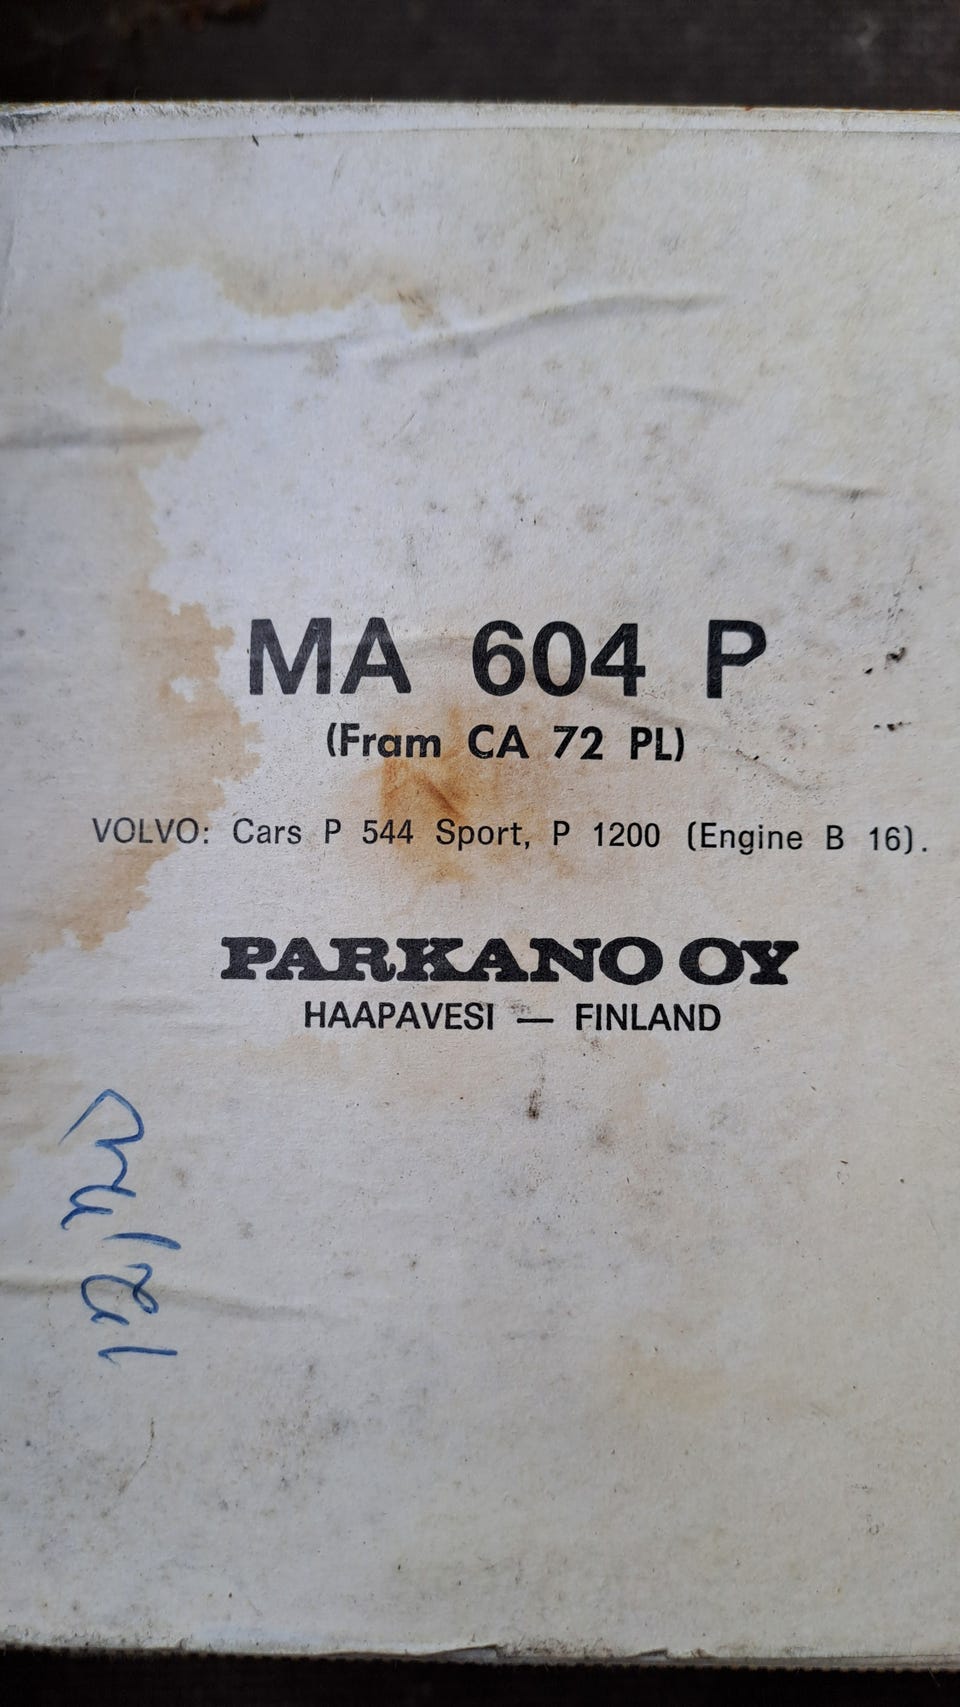 MA 604 P
(Fram CA 72 PL)
VOLVO: Cars P 544 Sport, P 1200 (Engine B 16).
PARKANO OY
HAAPAVESI — FINLAND